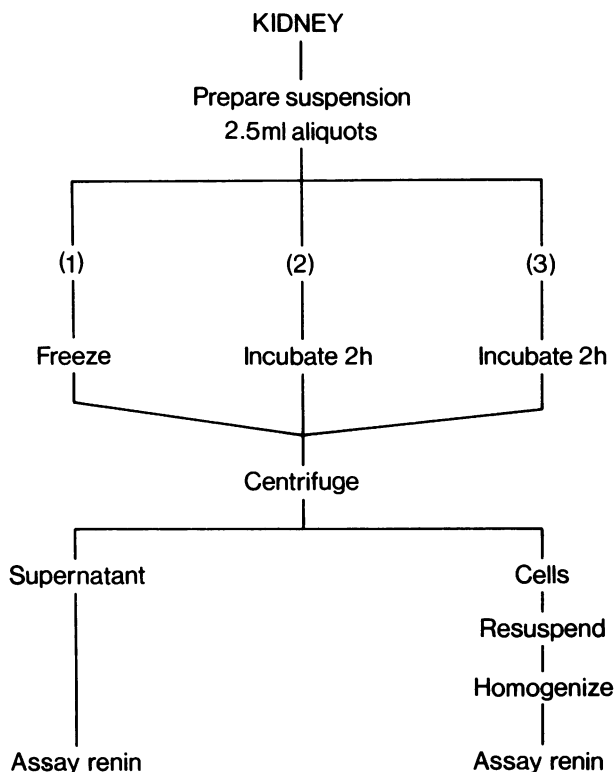 KIDNEY
Prepare suspension
2.5ml aliquots
(1)
(2)
(3)
Freeze
Incubate 2h
Incubate 2h
Centrifuge
Supernatant
Cells
Resuspend
Homogenize
Assay renin
Assay renin